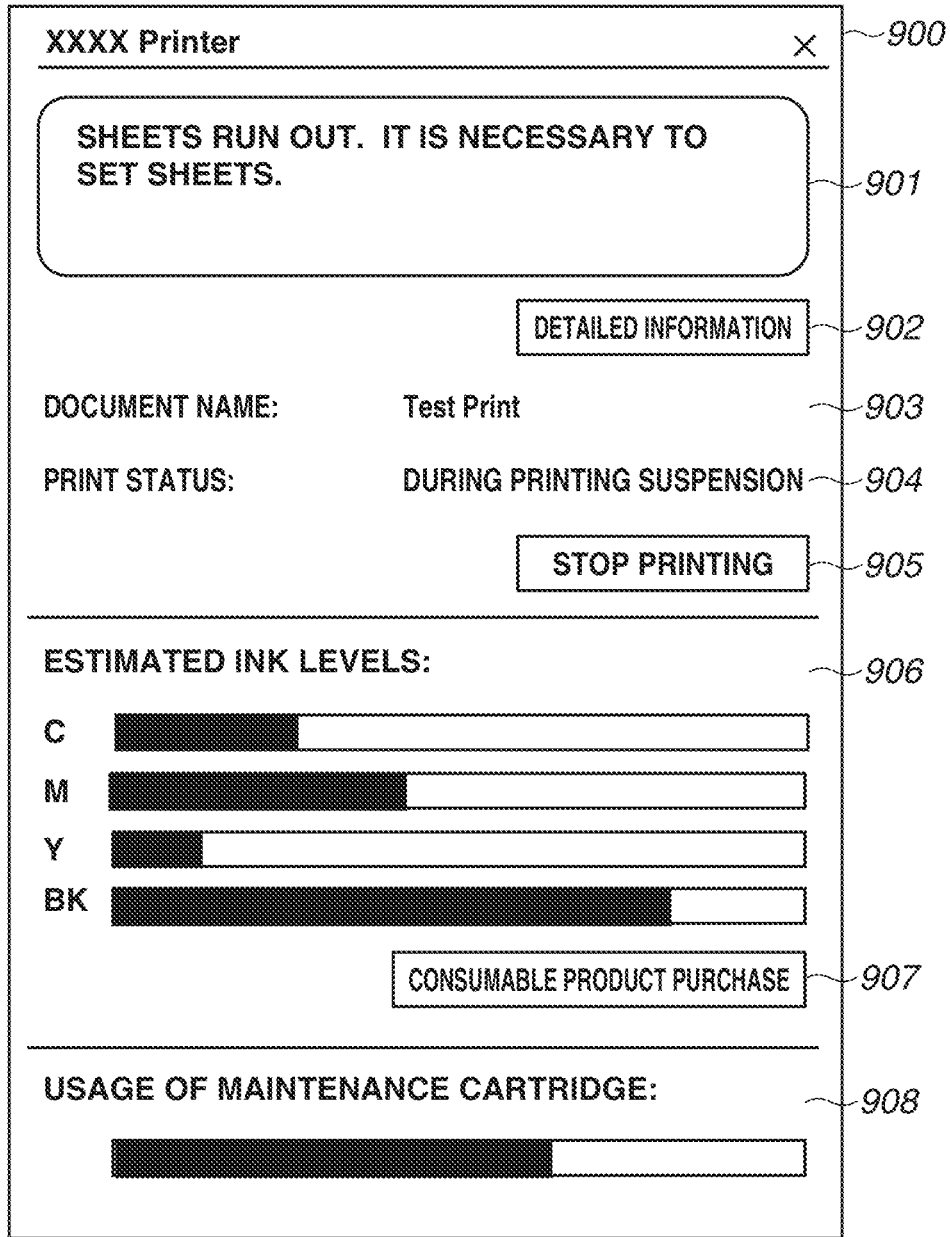 XXXX Printer
900
SHEETS RUN OUT. IT IS NECESSARY TO
SET SHEETS.
901
DETAILED INFORMATION
902
DOCUMENT NAME: Test Print
903
PRINT STATUS: DURING PRINTING SUSPENSION
904
STOP PRINTING
905
ESTIMATED INK LEVELS:
906
C
M
Y
BK
CONSUMABLE PRODUCT PURCHASE
907
USAGE OF MAINTENANCE CARTRIDGE:
908